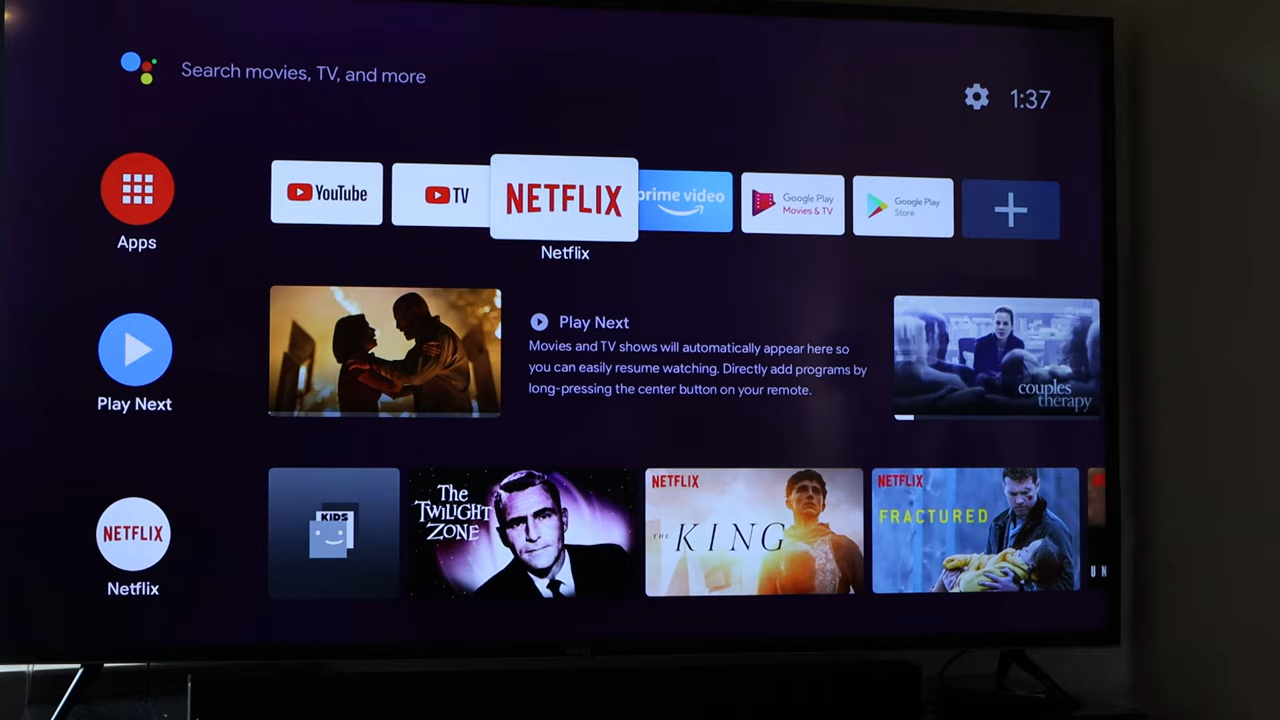 Search movies, TV, and more
1:37
Apps
YouTube
TV
NETFLIX
prime video
Google Play
Movies & TV
Google Play
Store
Netflix
Play Next
Play Next
Movies and TV shows will automatically appear here so
you can easily resume watching. Directly add programs by
long-pressing the center button on your remote.
couples
therapy
NETFLIX
Netflix
KIDS
The
TWILIGHT
ZONE
NETFLIX
THE KING
NETFLIX
FRACTURED
UN